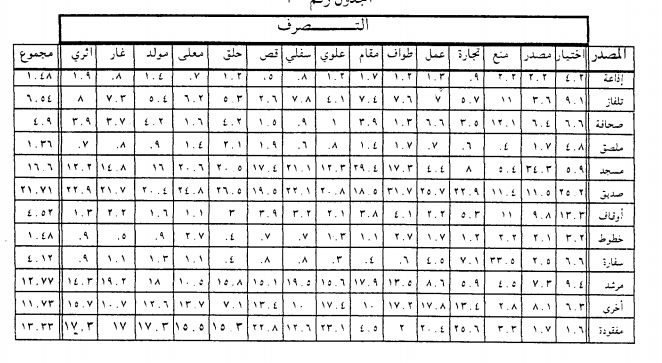 التـــصرف
المصدر اختيار مصدر منع تجارة عمل طواف مقام علوي سفلي قص حلق معلى مولد غار اثري مجموع
إذاعة ٤.٢ ٢.٢ ٢.٢ .٩ ١.٣ ١.٢ ١.٧ ١.٢ .٨ .٥ ١.٢ .٧ ١.٤ .٨ ١.٩ ١.٤٨
تلفاز ٩.١ ٣.٦ ١١ ٥.٧ ٧ ٧.٦ ٧.٤ ٤.١ ٧.٨ ٢.٦ ٥.٣ ٦.٢ ٥.٤ ٧.٣ ٨ ٦.٥٤
صحافة ٦.٦ ٦.٤ ١٢.١ ٣.٥ ٦.٦ ١.٣ ٣.٩ ١ .٩ ١.٥ ٤.٢ ١.٦ ٤.٢ ٣.٧ ٣.٩ ٤.٩
ملصق ٤.٨ ١.٧ .٤ .٦ .٧ ١.١ ١.٤ .٨ .٦ ١.٩ ٢.١ ١.٤ .٩ .٨ .٧ ١.٣٦
مسجد ٥.٩ ٣٤.٣ ٥.٤ ٨ ٤.٤ ١٧.٣ ٢٩.٤ ١٢.٣ ٢١.١ ١٧.٤ ٢٠.٥ ٢٠.٦ ١٦ ١٤.٨ ١٢.٢ ١٦.٦
صديق ٢٥.٢ ١١.٥ ١١.٤ ٢٢.٩ ٢٥.٧ ٣١.٧ ١٨.٥ ٢٠.٨ ٢٢.١ ١٩.٥ ٢٦.٥ ٢٤.٨ ٢٠.٤ ٢١.٧ ٢٢.٩ ٢١.٧١
أوقاف ١٣.٣ ٩.٨ ١١ ٥.٣ ٢.٢ ٤.١ ٣.٨ ٢.١ ٣.٢ ٣.٩ ٣ ١.١ ١.٦ ٢.٢ ١.٣ ٤.٥٢
خطوط ٣.٢ ٢.١ ٢.٢ ١.٢ ١.٧ ٢.٧ ١.١ ١.٣ .٧ .٧ .٤ ٢.٧ .٩ .٥ .٩ ١.٤٨
سفارة ٦.٦ ٢.٥ ٣٣.٥ ٧.١ ٤.٥ .٦ .٤ .٣ .٨ .٨ .٤ ١.١ ١.٣ ١.١ .٩ ٤.١٢
مرشد ٩.٤ ٧.٣ ٤.٥ ٥.٩ ٨.٦ ١٣.٥ ١٧.٩ ١٥.٦ ١٩.٥ ١٥.١ ١٥.٨ ١٠ ١٨.٥ ١٩.٢ ١٤.٣ ١٢.٧٧
أخرى ٦.٣ ٨.١ ٢.٨ ١٣.٤ ١٧.٨ ١٧.٢ ١٠ ١٧.٤ ١٠ ١٣.٤ ٧.١ ١٣.٧ ١٢.٦ ١٠.٧ ١٥.٧ ١١.٧٣
مفقودة ١.٦ ١.٧ ٣.٣ ٢٥.٦ ٢٠.٤ ٢ ٤.٥ ٢٣.١ ١٢.٦ ٢٢.٨ ١٥.٣ ١٥.٥ ١٧.٣ ١٧ ١٧.٣ ١٣.٣٣